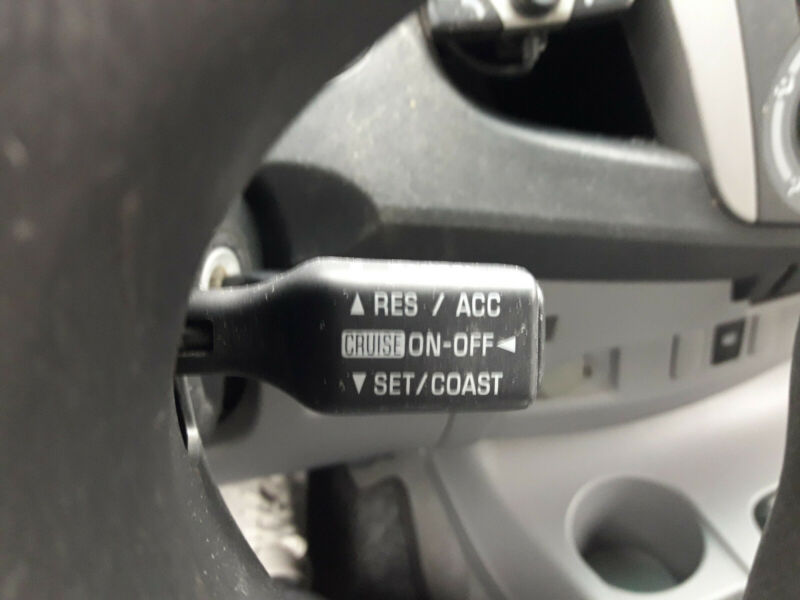 ▲ RES / ACC
CRUISE ON-OFF◄
▼ SET/COAST